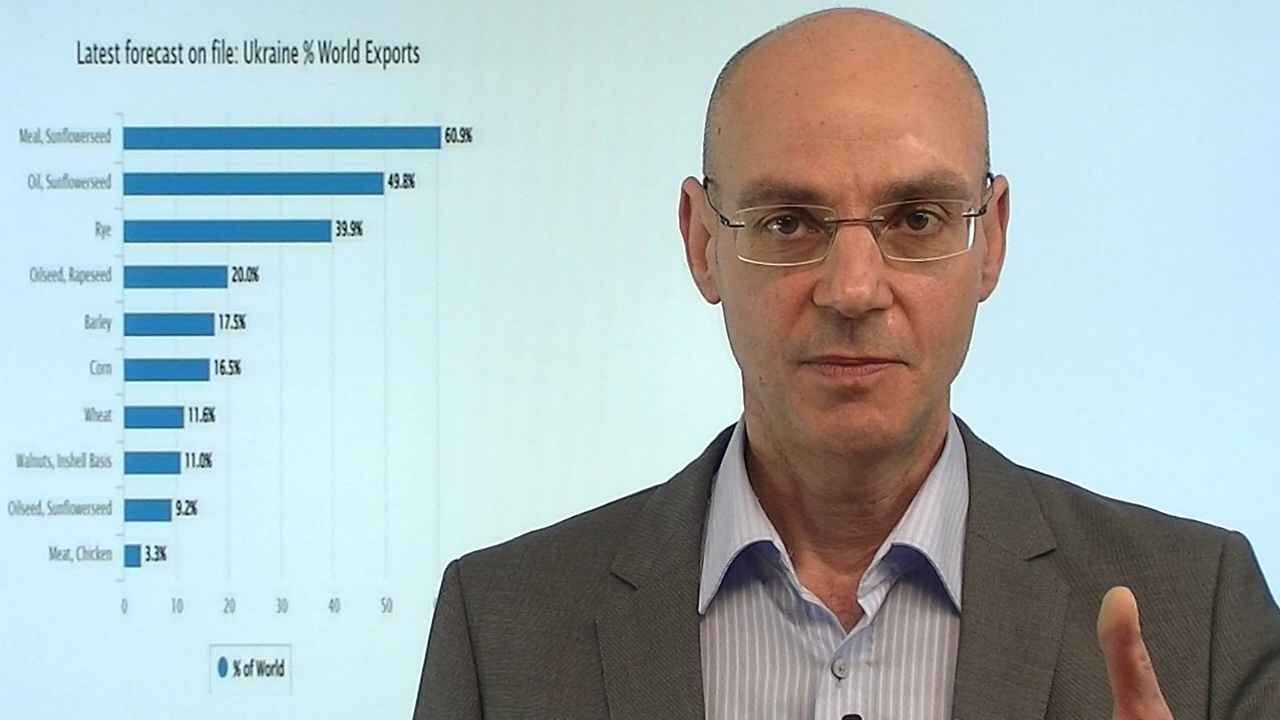 Latest forecast on file: Ukraine % World Exports
Meal, Sunflowerseed 60.9%
Oil, Sunflowerseed 49.8%
Rye 39.9%
Oilseed, Rapeseed 20.0%
Barley 17.5%
Corn 16.5%
Wheat 11.6%
Walnuts, Inshell Basis 11.0%
Oilseed, Sunflowerseed 9.2%
Meat, Chicken 3.3%
0 10 20 30 40 50
% of World